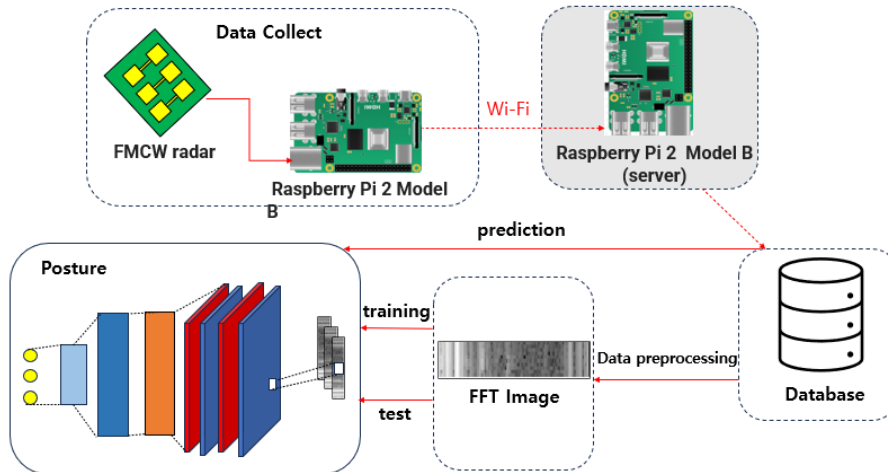 Data Collect
FMCW radar
Raspberry Pi 2 Model
B
Wi-Fi
Raspberry Pi 2 Model B
(server)
prediction
Posture
training
test
FFT Image
Data preprocessing
Database